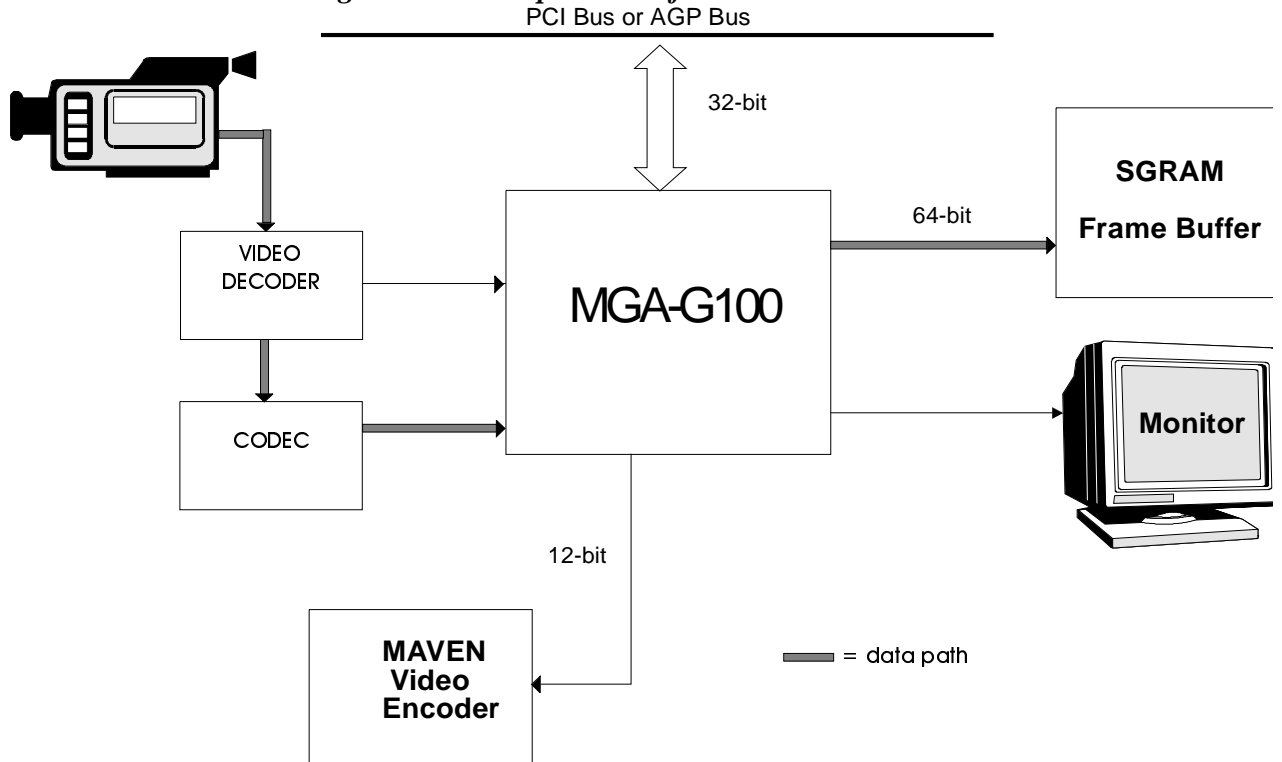 PCI Bus or AGP Bus
32-bit
SGRAM
Frame Buffer
64-bit
VIDEO
DECODER
MGA-G100
CODEC
Monitor
12-bit
MAVEN
Video
Encoder
= data path